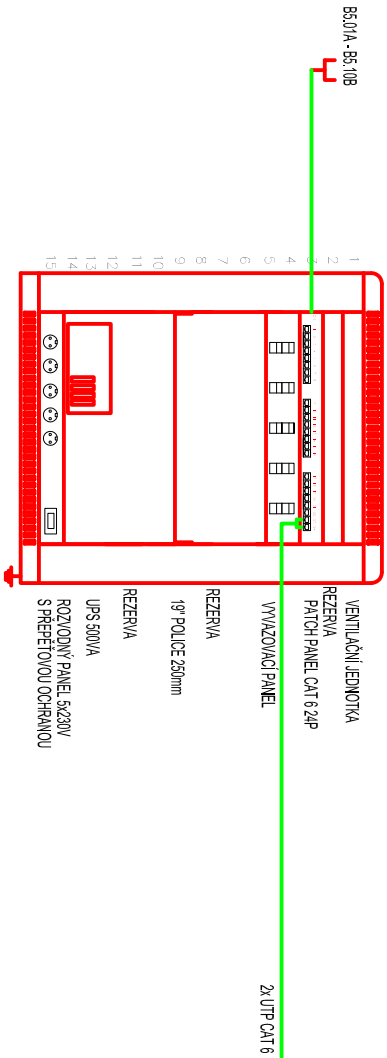 B5.01A - B5.10B
1
2
3
4
5
6
7
8
9
10
11
12
13
14
15
VENTILAČNÍ JEDNOTKA
REZERVA
PATCH PANEL CAT 6 24P
VYVAZOVACÍ PANEL
REZERVA
19" POLICE 250mm
REZERVA
UPS 500VA
ROZVODNÝ PANEL 5x230V
S PŘEPĚŤOVOU OCHRANOU
2x UTP CAT 6